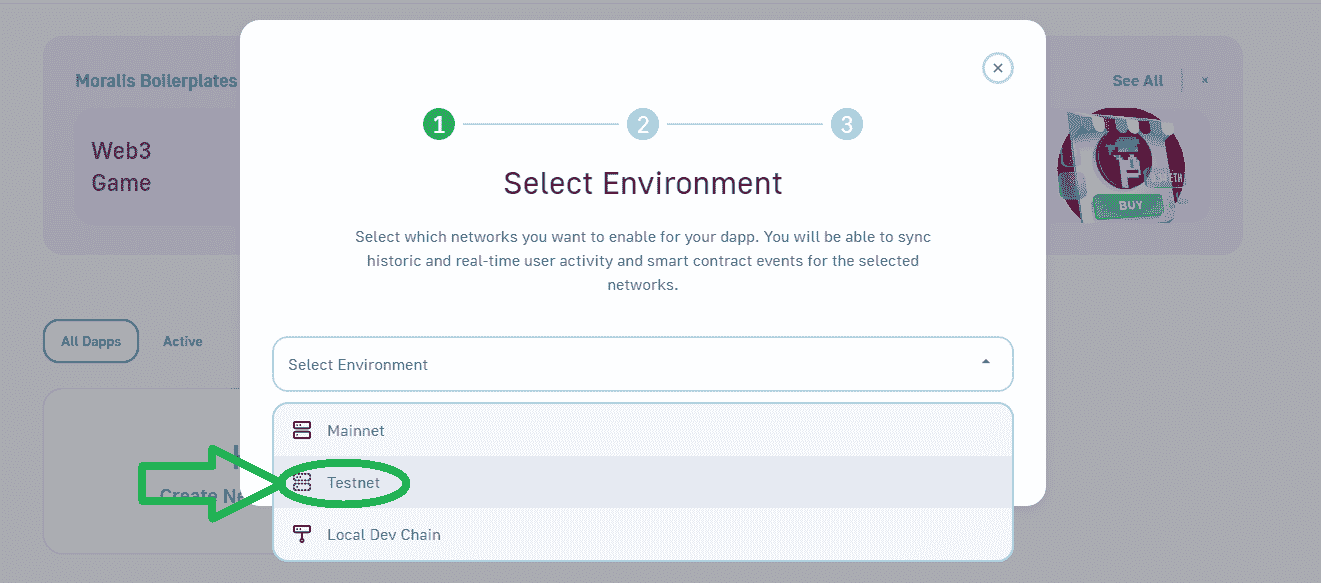 Moralis Boilerplates
See All
×
Web3
Game
BUY
1
2
3
Select Environment
Select which networks you want to enable for your dapp. You will be able to sync
historic and real-time user activity and smart contract events for the selected
networks.
All Dapps
Active
Select Environment
Mainnet
Testnet
Local Dev Chain
Create